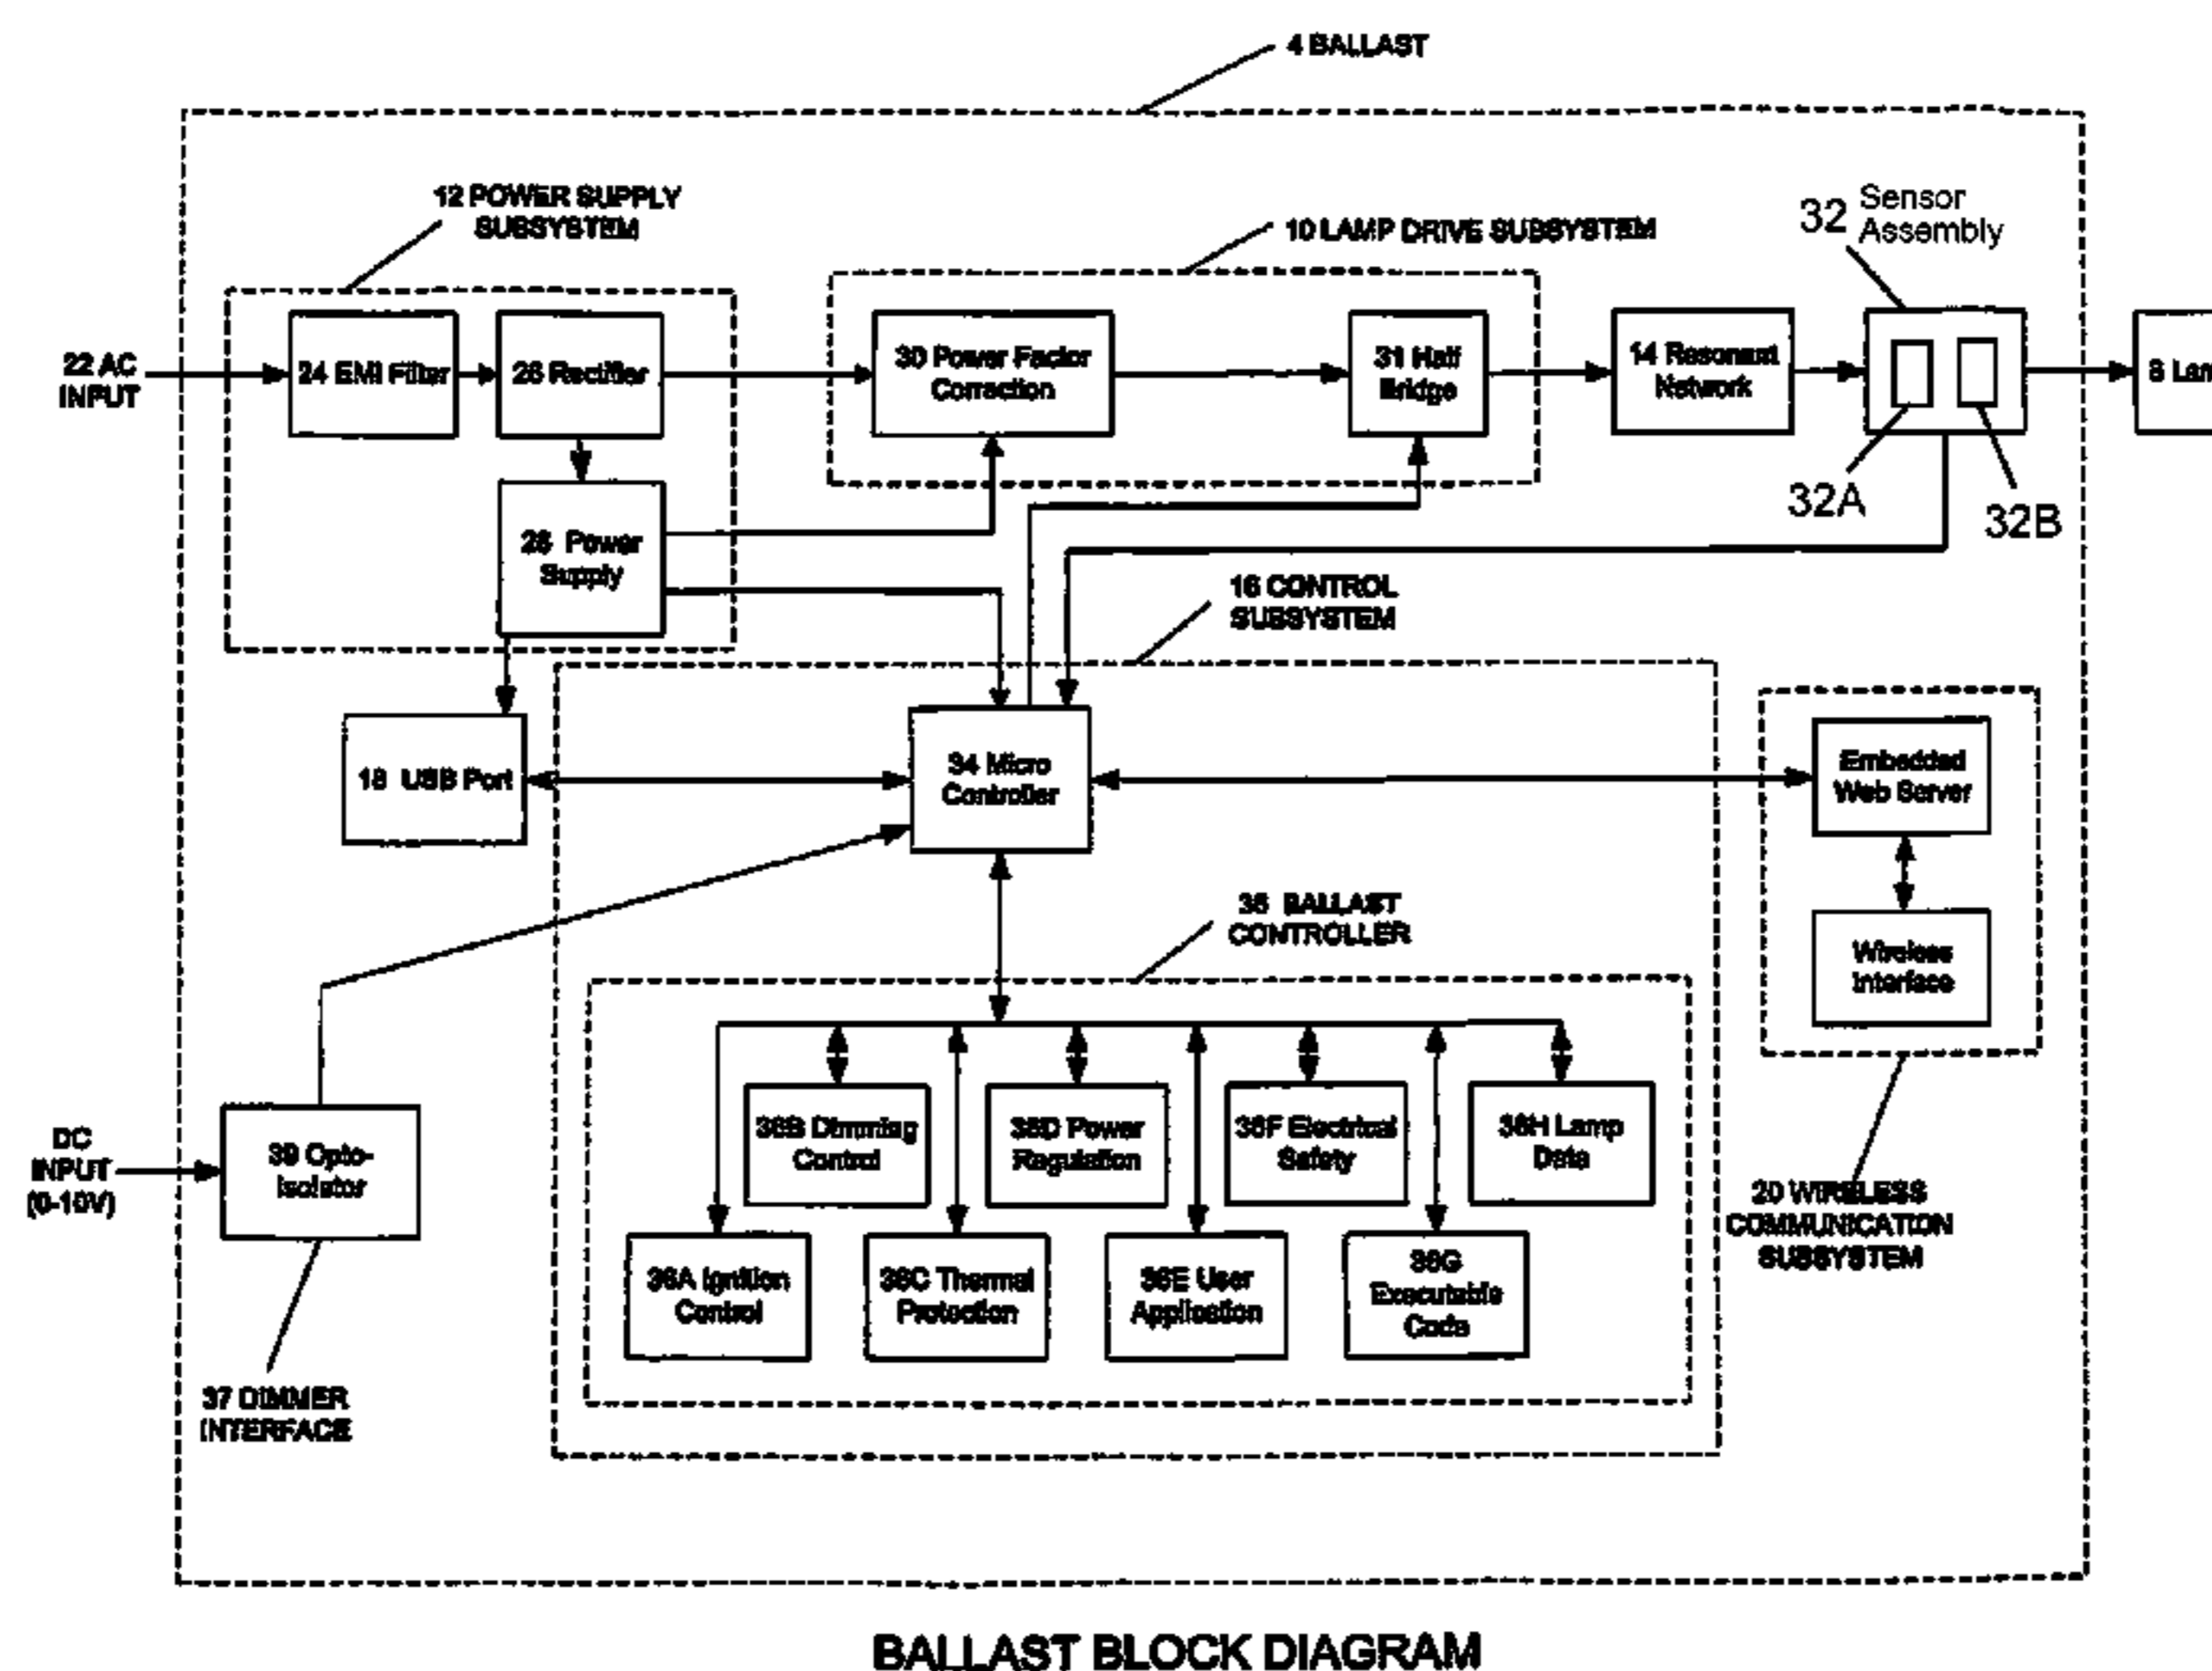 4 BALLAST
12 POWER SUPPLY
SUBSYSTEM
10 LAMP DRIVE SUBSYSTEM
32 Sensor
Assembly
22 AC
INPUT
24 EMI Filter
26 Rectifier
30 Power Factor
Correction
31 Half
Bridge
14 Resonant
Network
8 Lam
32A
32B
28 Power
Supply
16 CONTROL
SUBSYSTEM
18 USB Port
34 Micro
Controller
Embedded
Web Server
Wireless
Interface
35 BALLAST
CONTROLLER
DC
INPUT
(0-10V)
39 Opto-
isolator
36B Dimming
Control
36D Power
Regulation
36F Electrical
Safety
36H Lamp
Data
36A Ignition
Control
36C Thermal
Protection
36E User
Application
36G
Executable
Code
20 WIRELESS
COMMUNICATION
SUBSYSTEM
37 DIMMER
INTERFACE
BALLAST BLOCK DIAGRAM